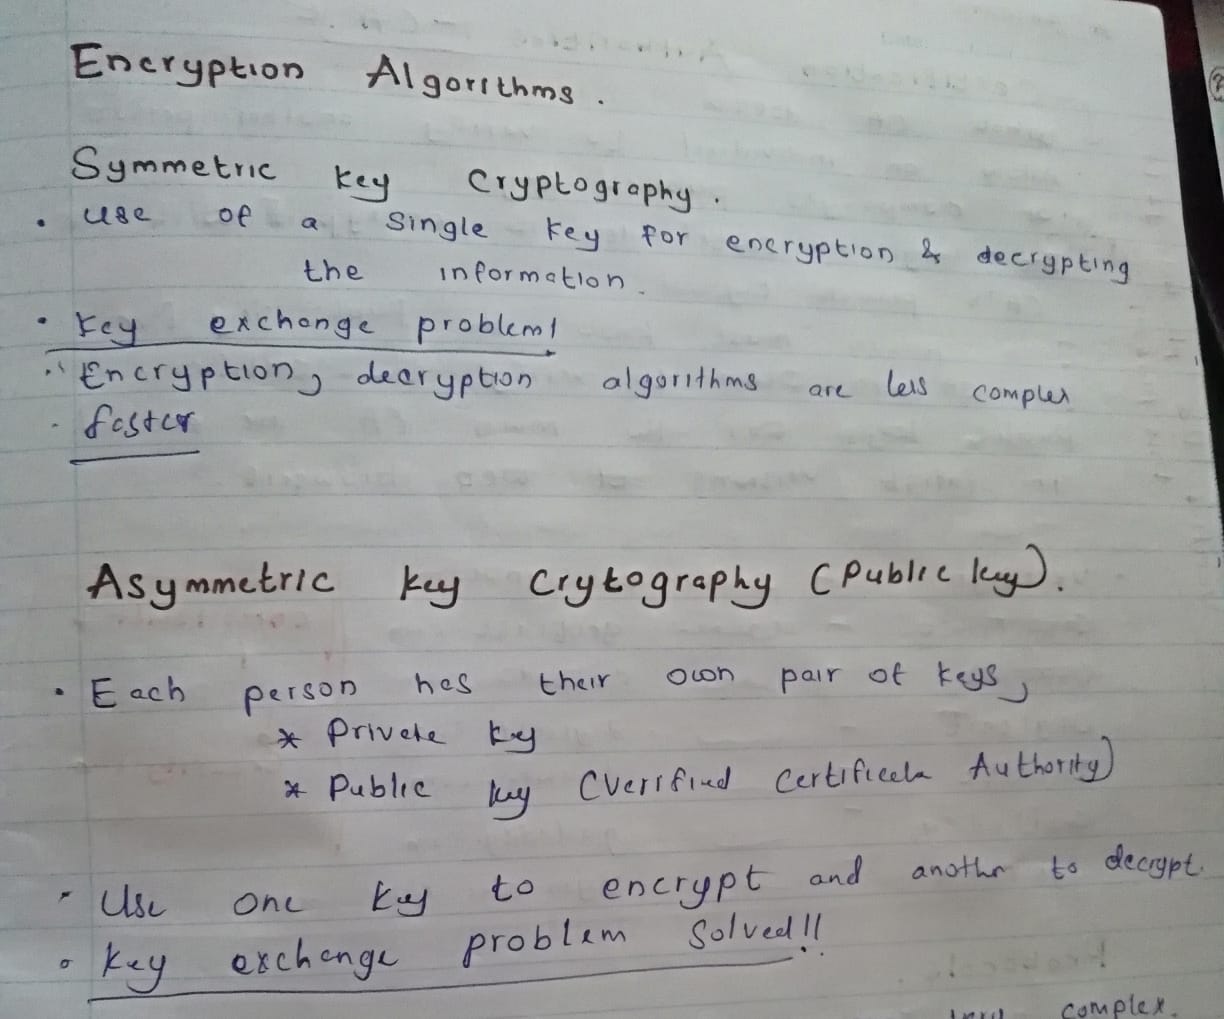 Encryption Algorithms.
Symmetric key Cryptography.
• use of a single key for encryption & decrypting
the information.
• key exchange problem!
• Encryption, decryption algorithms are less complex
• faster
Asymmetric key Crytography (Public key).
• Each person has their own pair of keys,
* Private key
* Public key (Verified Certificate Authority)
• Use one key to encrypt and another to decrypt.
• key exchange problem Solved!!
complex.